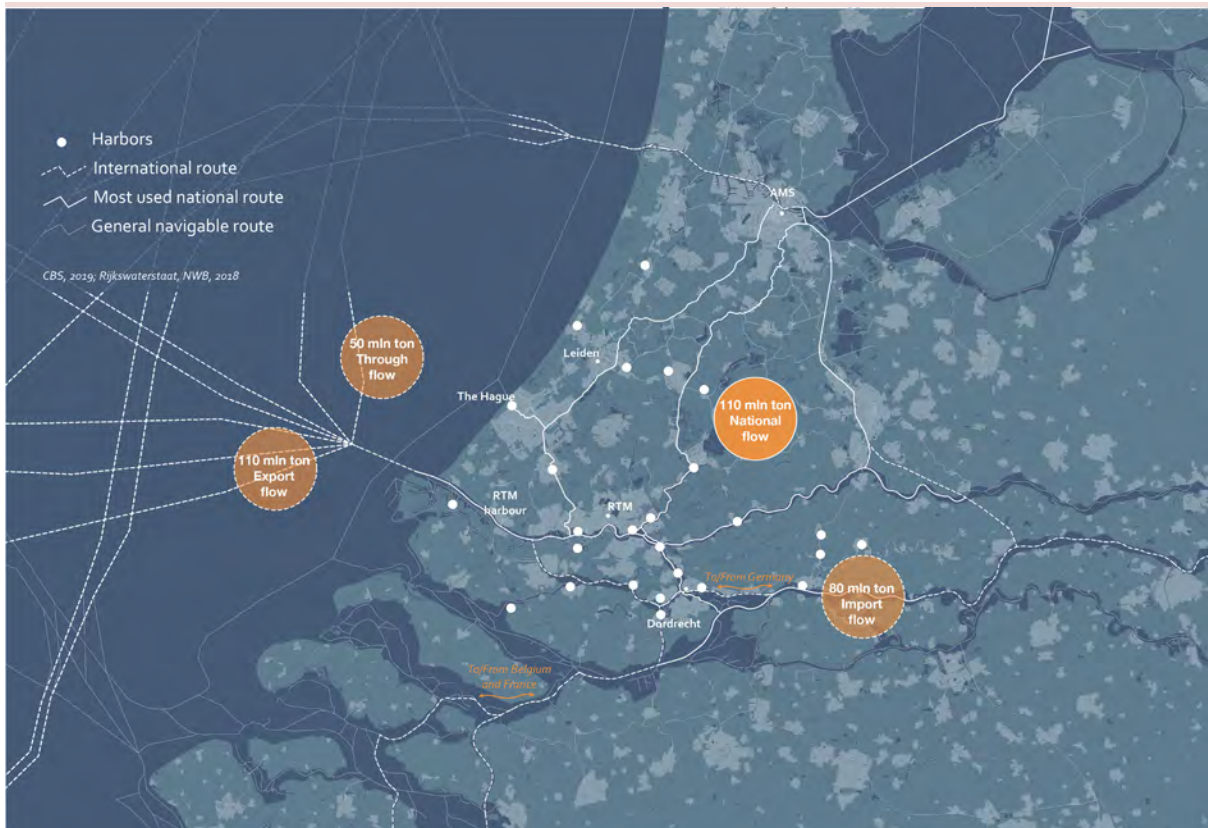 Harbors
International route
Most used national route
General navigable route
CBS, 2019; Rijkswaterstaat, NWB, 2018
AMS
50 mln ton
Through
flow
Leiden
The Hague
110 mln ton
National
flow
110 mln ton
Export
flow
RTM
harbour
RTM
To/From Germany
80 mln ton
Import
flow
Dordrecht
To/From Belgium
and France